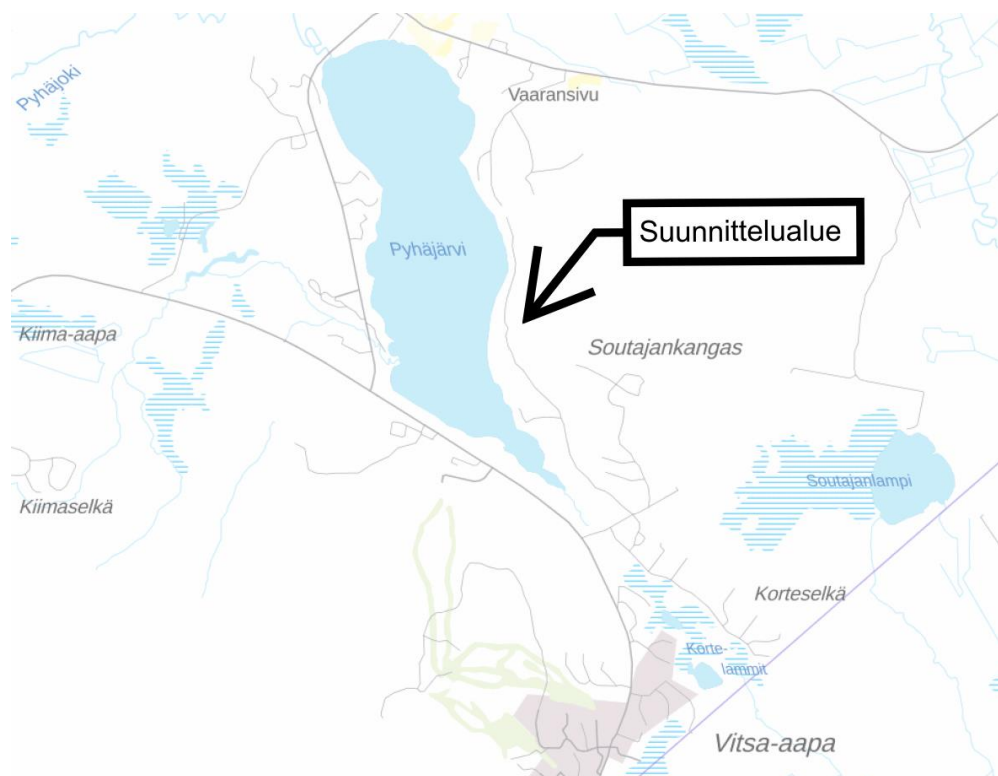 Pyhäjoki
Vaaransivu
Suunnittelualue
Pyhäjärvi
Kiima-aapa
Soutajankangas
Soutajanlampi
Kiimaselkä
Korteselkä
Korte-
lammit
Vitsa-aapa